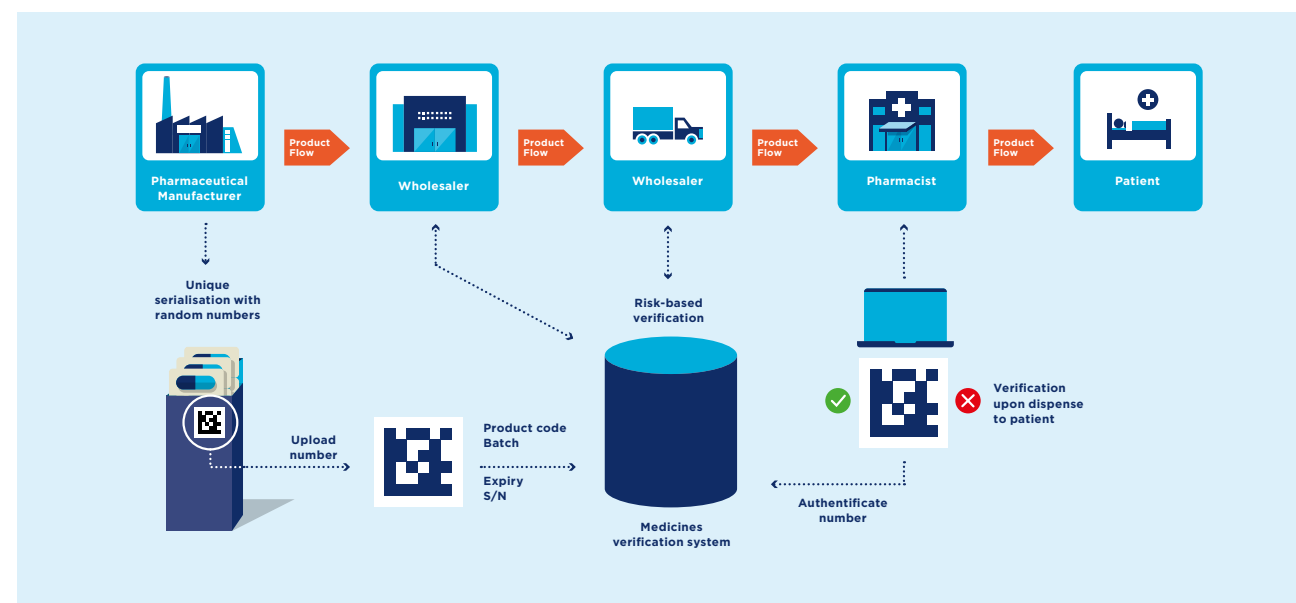 Product
Flow
Product
Flow
Product
Flow
Product
Flow
Pharmaceutical
Manufacturer
Wholesaler
Wholesaler
Pharmacist
Patient
Unique
serialisation with
random numbers
Risk-based
verification
Verification
upon dispense
to patient
Upload
number
Product code
Batch
Expiry
S/N
Authentificate
number
Medicines
verification system